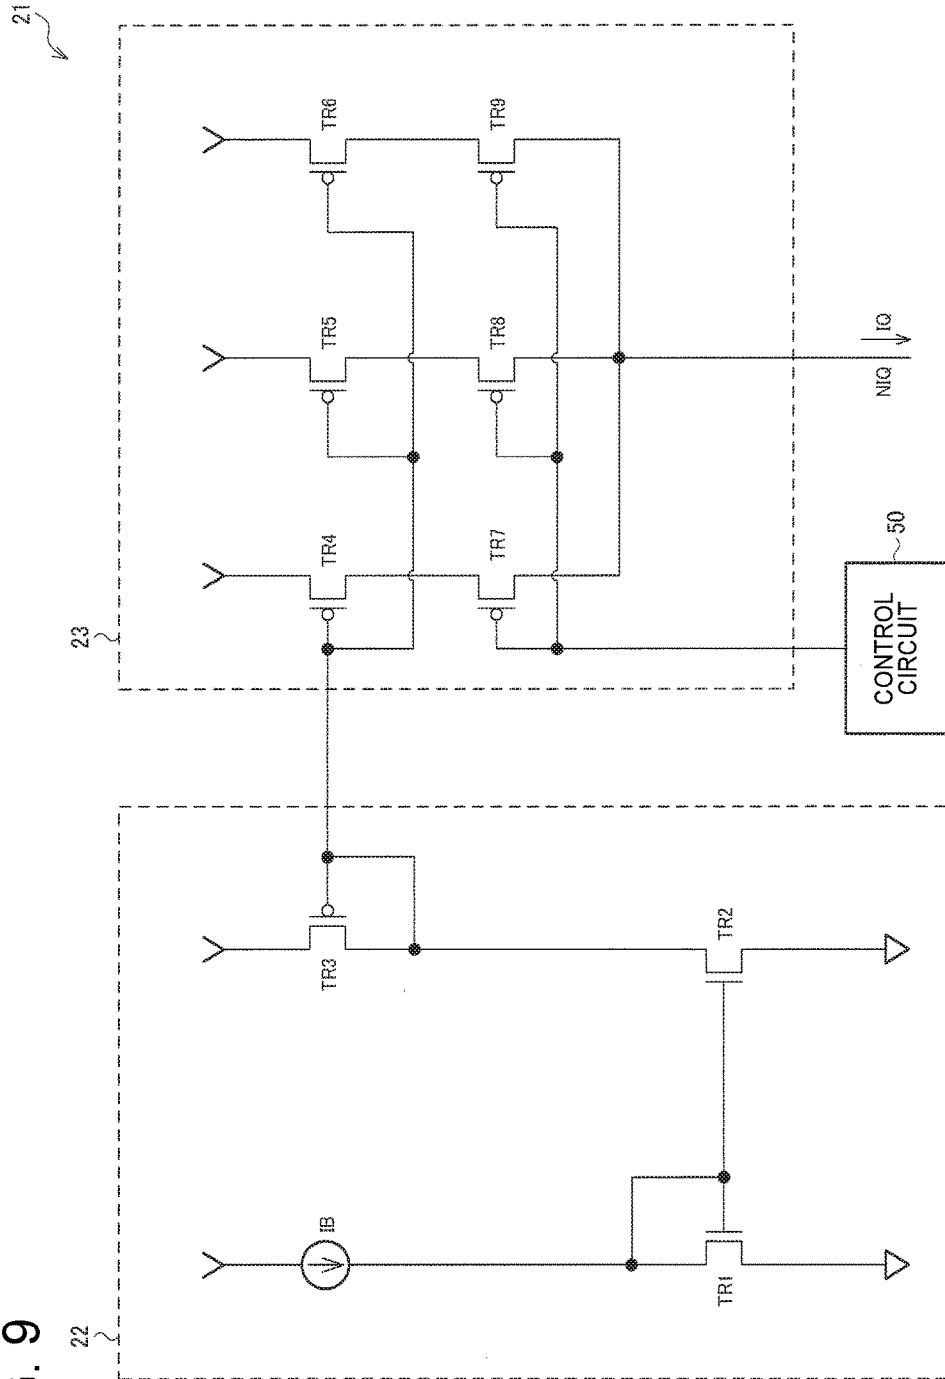 . 9
21
22
23
IB
TR1
TR2
TR3
TR4
TR5
TR6
TR7
TR8
TR9
NIQ
IQ
50
CONTROL
CIRCUIT